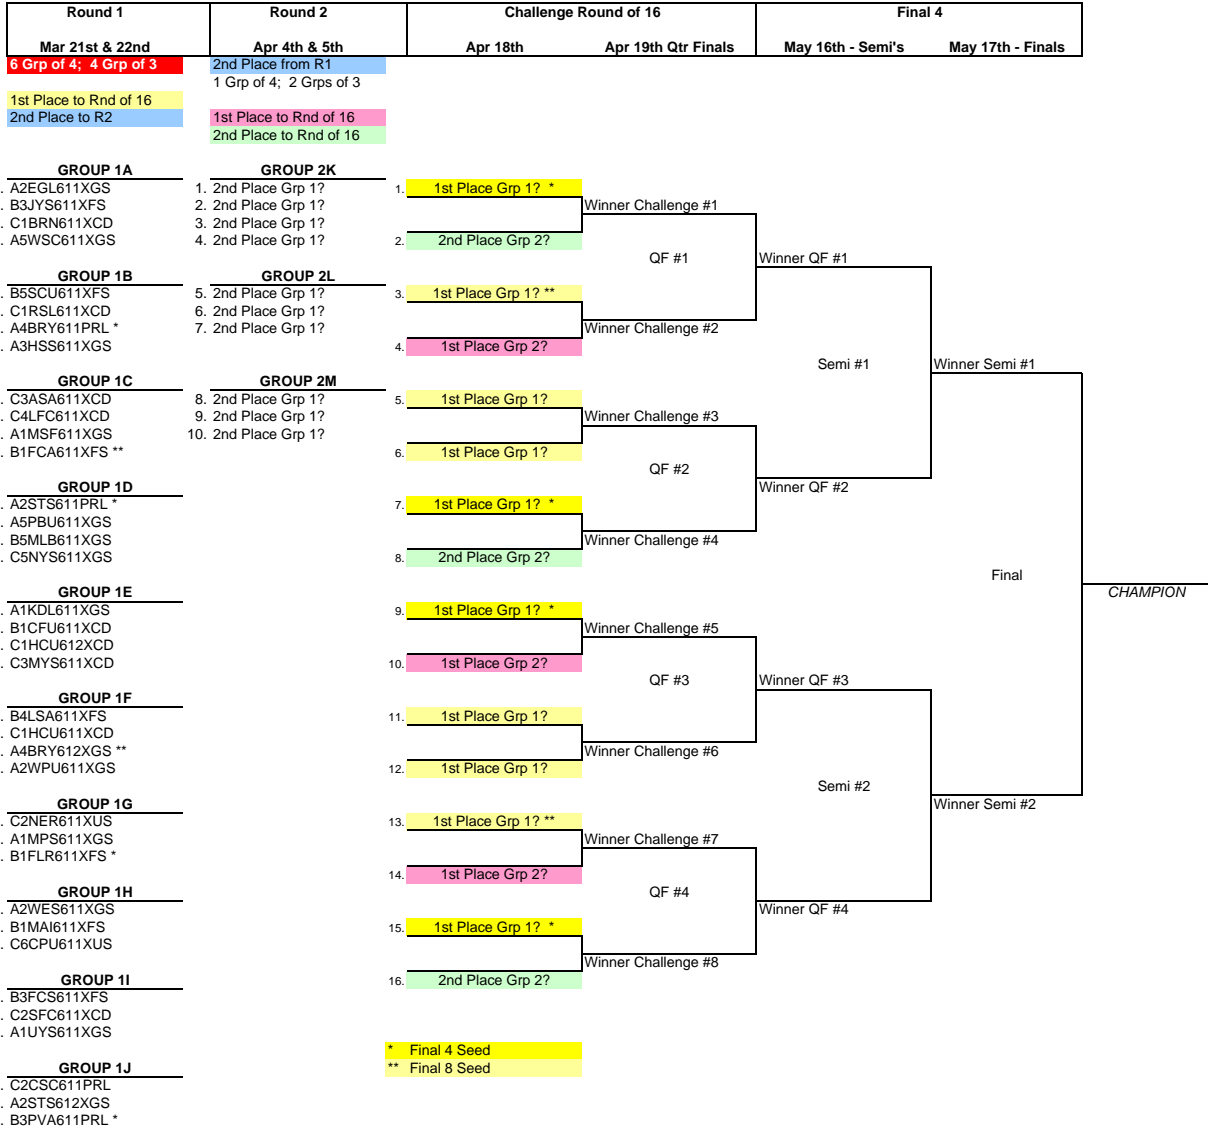 Round 1
Mar 21st & 22nd
6 Grp of 4;  4 Grp of 3
1st Place to Rnd of 16
2nd Place to R2
Round 2
Apr 4th & 5th
2nd Place from R1
1 Grp of 4;  2 Grps of 3
1st Place to Rnd of 16
2nd Place to Rnd of 16
Challenge Round of 16
Apr 18th
Apr 19th Qtr Finals
Final 4
May 16th - Semi's
May 17th - Finals
GROUP 1A
. A2EGL611XGS
. B3JYS611XFS
. C1BRN611XCD
. A5WSC611XGS
GROUP 1B
. B5SCU611XFS
. C1RSL611XCD
. A4BRY611PRL *
. A3HSS611XGS
GROUP 1C
. C3ASA611XCD
. C4LFC611XCD
. A1MSF611XGS
. B1FCA611XFS **
GROUP 1D
. A2STS611PRL *
. A5PBU611XGS
. B5MLB611XGS
. C5NYS611XGS
GROUP 1E
. A1KDL611XGS
. B1CFU611XCD
. C1HCU612XCD
. C3MYS611XCD
GROUP 1F
. B4LSA611XFS
. C1HCU611XCD
. A4BRY612XGS **
. A2WPU611XGS
GROUP 1G
. C2NER611XUS
. A1MPS611XGS
. B1FLR611XFS *
GROUP 1H
. A2WES611XGS
. B1MAI611XFS
. C6CPU611XUS
GROUP 1I
. B3FCS611XFS
. C2SFC611XCD
. A1UYS611XGS
GROUP 1J
. C2CSC611PRL
. A2STS612XGS
. B3PVA611PRL *
GROUP 2K
1. 2nd Place Grp 1?
2. 2nd Place Grp 1?
3. 2nd Place Grp 1?
4. 2nd Place Grp 1?
GROUP 2L
5. 2nd Place Grp 1?
6. 2nd Place Grp 1?
7. 2nd Place Grp 1?
GROUP 2M
8. 2nd Place Grp 1?
9. 2nd Place Grp 1?
10. 2nd Place Grp 1?
1. 1st Place Grp 1?  *
2. 2nd Place Grp 2?
3. 1st Place Grp 1? **
4. 1st Place Grp 2?
5. 1st Place Grp 1?
6. 1st Place Grp 1?
7. 1st Place Grp 1?  *
8. 2nd Place Grp 2?
9. 1st Place Grp 1?  *
10. 1st Place Grp 2?
11. 1st Place Grp 1?
12. 1st Place Grp 1?
13. 1st Place Grp 1? **
14. 1st Place Grp 2?
15. 1st Place Grp 1?  *
16. 2nd Place Grp 2?
* Final 4 Seed
** Final 8 Seed
Winner Challenge #1
QF #1
Winner Challenge #2
Winner Challenge #3
QF #2
Winner Challenge #4
Winner Challenge #5
QF #3
Winner Challenge #6
Winner Challenge #7
QF #4
Winner Challenge #8
Winner QF #1
Semi #1
Winner QF #2
Winner QF #3
Semi #2
Winner QF #4
Winner Semi #1
Final
Winner Semi #2
CHAMPION